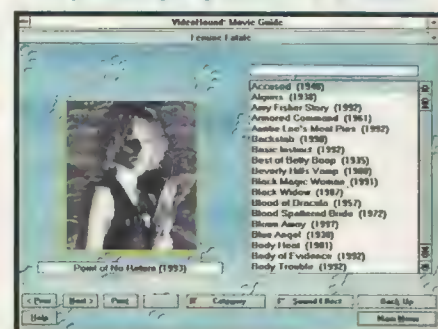 VideoHound® Movie Guide
Femme Fatale
Accused (1948)
Algiers (1938)
Amy Fisher Story (1992)
Armored Command (1961)
Auntie Lee's Meat Pies (1992)
Backstab (1990)
Basic Instinct (1992)
Best of Betty Boop (1935)
Beverly Hills Vamp (1988)
Black Magic Woman (1991)
Black Widow (1987)
Blood of Dracula (1957)
Blood Spattered Bride (1972)
Blown Away (1992)
Blue Angel (1930)
Body Heat (1981)
Body of Evidence (1992)
Body Trouble (1992)
Point of No Return (1993)
< Prev Next > Print Category Sound Effect Back Up
Help Main Menu